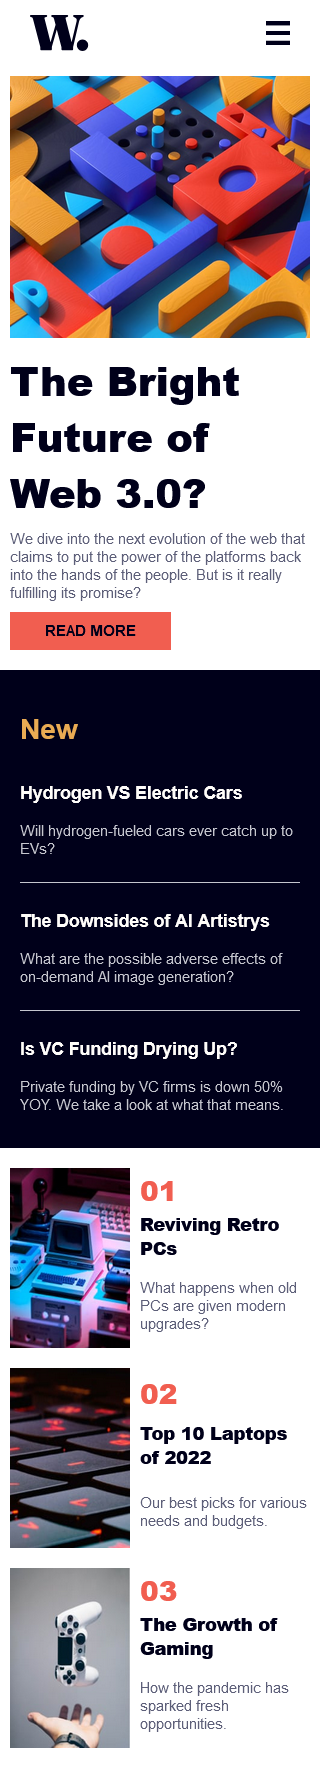 W.
The Bright
Future of
Web 3.0?
We dive into the next evolution of the web that
claims to put the power of the platforms back
into the hands of the people. But is it really
fulfilling its promise?
READ MORE
New
Hydrogen VS Electric Cars
Will hydrogen-fueled cars ever catch up to
EVs?
The Downsides of AI Artistrys
What are the possible adverse effects of
on-demand AI image generation?
Is VC Funding Drying Up?
Private funding by VC firms is down 50%
YOY. We take a look at what that means.
01
Reviving Retro
PCs
What happens when old
PCs are given modern
upgrades?
02
Top 10 Laptops
of 2022
Our best picks for various
needs and budgets.
03
The Growth of
Gaming
How the pandemic has
sparked fresh
opportunities.